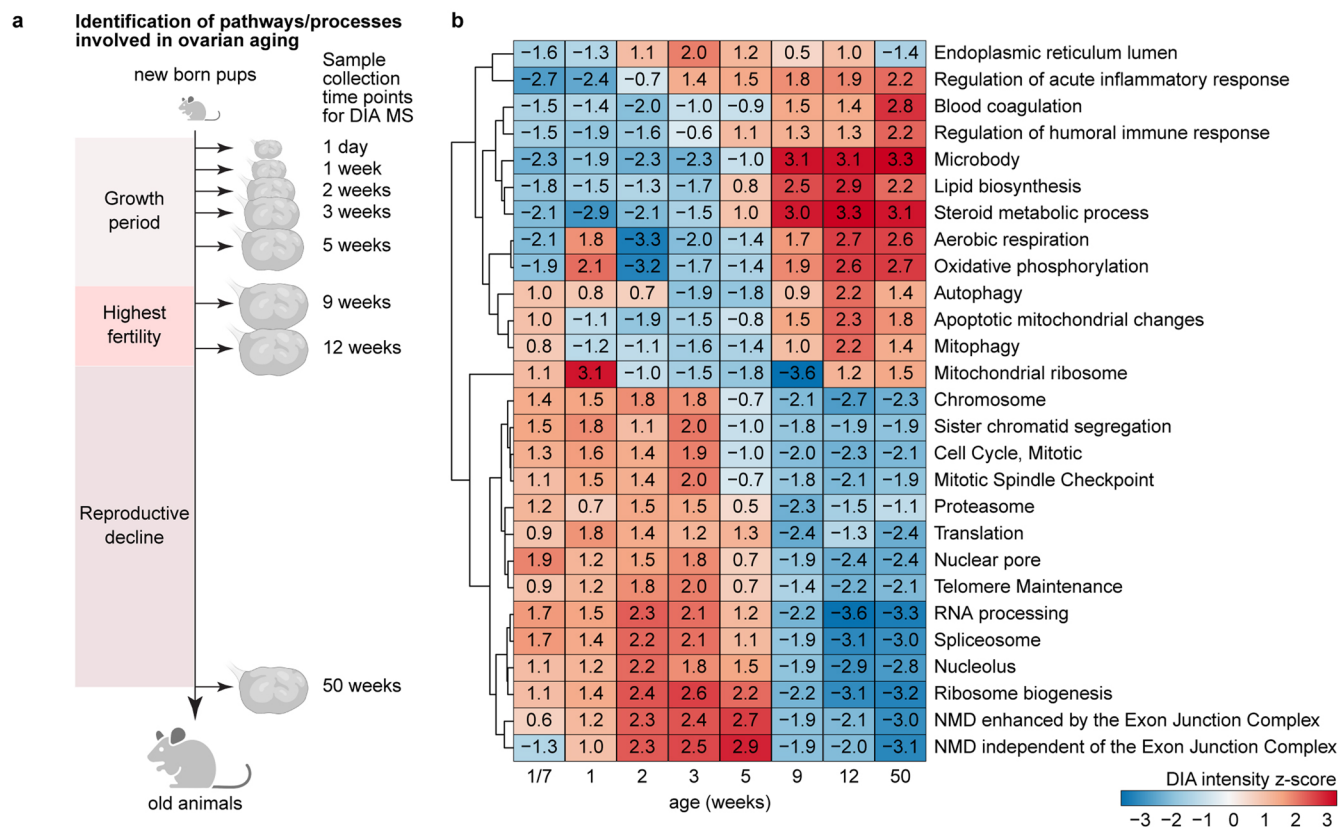 a
Identification of pathways/processes
involved in ovarian aging
new born pups
Sample
collection
time points
for DIA MS
Growth
period
1 day
1 week
2 weeks
3 weeks
5 weeks
Highest
fertility
9 weeks
12 weeks
Reproductive
decline
50 weeks
old animals
b
−1.6 −1.3 1.1 2.0 1.2 0.5 1.0 −1.4 Endoplasmic reticulum lumen
−2.7 −2.4 −0.7 1.4 1.5 1.8 1.9 2.2 Regulation of acute inflammatory response
−1.5 −1.4 −2.0 −1.0 −0.9 1.5 1.4 2.8 Blood coagulation
−1.5 −1.9 −1.6 −0.6 1.1 1.3 1.3 2.2 Regulation of humoral immune response
−2.3 −1.9 −2.3 −2.3 −1.0 3.1 3.1 3.3 Microbody
−1.8 −1.5 −1.3 −1.7 0.8 2.5 2.9 2.2 Lipid biosynthesis
−2.1 −2.9 −2.1 −1.5 1.0 3.0 3.3 3.1 Steroid metabolic process
−2.1 1.8 −3.3 −2.0 −1.4 1.7 2.7 2.6 Aerobic respiration
−1.9 2.1 −3.2 −1.7 −1.4 1.9 2.6 2.7 Oxidative phosphorylation
1.0 0.8 0.7 −1.9 −1.8 0.9 2.2 1.4 Autophagy
1.0 −1.1 −1.9 −1.5 −0.8 1.5 2.3 1.8 Apoptotic mitochondrial changes
0.8 −1.2 −1.1 −1.6 −1.4 1.0 2.2 1.4 Mitophagy
1.1 3.1 −1.0 −1.5 −1.8 −3.6 1.2 1.5 Mitochondrial ribosome
1.4 1.5 1.8 1.8 −0.7 −2.1 −2.7 −2.3 Chromosome
1.5 1.8 1.1 2.0 −1.0 −1.8 −1.9 −1.9 Sister chromatid segregation
1.3 1.6 1.4 1.9 −1.0 −2.0 −2.3 −2.1 Cell Cycle, Mitotic
1.1 1.5 1.4 2.0 −0.7 −1.8 −2.1 −1.9 Mitotic Spindle Checkpoint
1.2 0.7 1.5 1.5 0.5 −2.3 −1.5 −1.1 Proteasome
0.9 1.8 1.4 1.2 1.3 −2.4 −1.3 −2.4 Translation
1.9 1.2 1.5 1.8 0.7 −1.9 −2.4 −2.4 Nuclear pore
0.9 1.2 1.8 2.0 0.7 −1.4 −2.2 −2.1 Telomere Maintenance
1.7 1.5 2.3 2.1 1.2 −2.2 −3.6 −3.3 RNA processing
1.7 1.4 2.2 2.1 1.1 −1.9 −3.1 −3.0 Spliceosome
1.1 1.2 2.2 1.8 1.5 −1.9 −2.9 −2.8 Nucleolus
1.1 1.4 2.4 2.6 2.2 −2.2 −3.1 −3.2 Ribosome biogenesis
0.6 1.2 2.3 2.4 2.7 −1.9 −2.1 −3.0 NMD enhanced by the Exon Junction Complex
−1.3 1.0 2.3 2.5 2.9 −1.9 −2.0 −3.1 NMD independent of the Exon Junction Complex
1/7 1 2 3 5 9 12 50
age (weeks)
DIA intensity z-score
−3 −2 −1 0 1 2 3